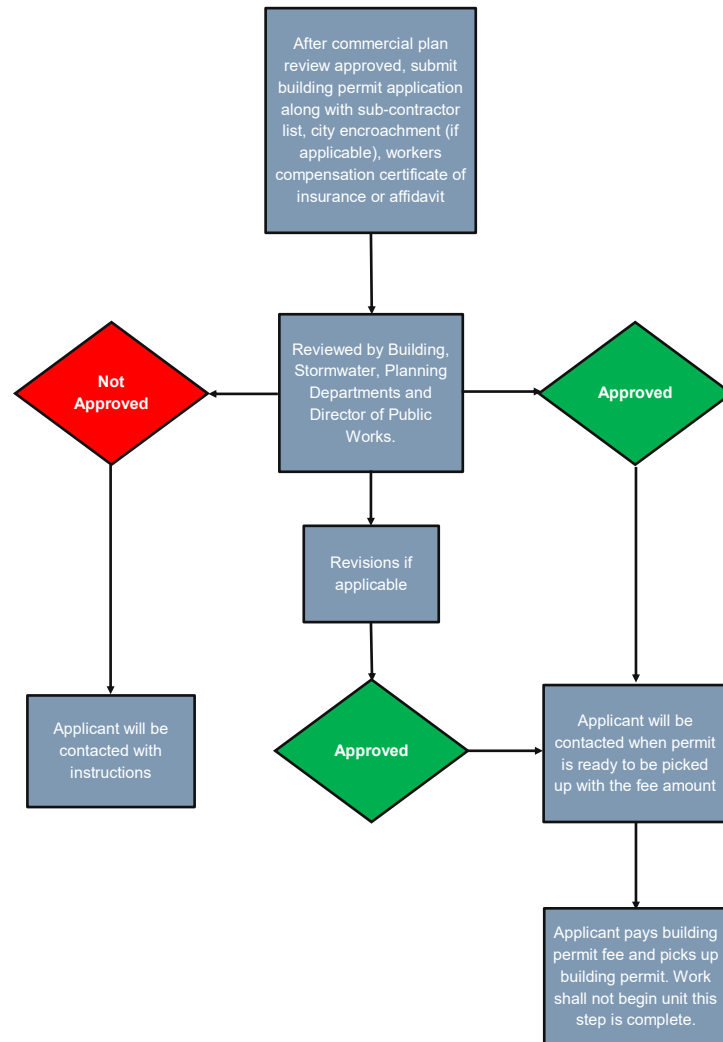 After commercial plan
review approved, submit
building permit application
along with sub-contractor
list, city encroachment (if
applicable), workers
compensation certificate of
insurance or affidavit
Not
Approved
Reviewed by Building,
Stormwater, Planning
Departments and
Director of Public
Works.
Approved
Revisions if
applicable
Applicant will be
contacted with
instructions
Approved
Applicant will be
contacted when permit
is ready to be picked
up with the fee amount
Applicant pays building
permit fee and picks up
building permit. Work
shall not begin unit this
step is complete.